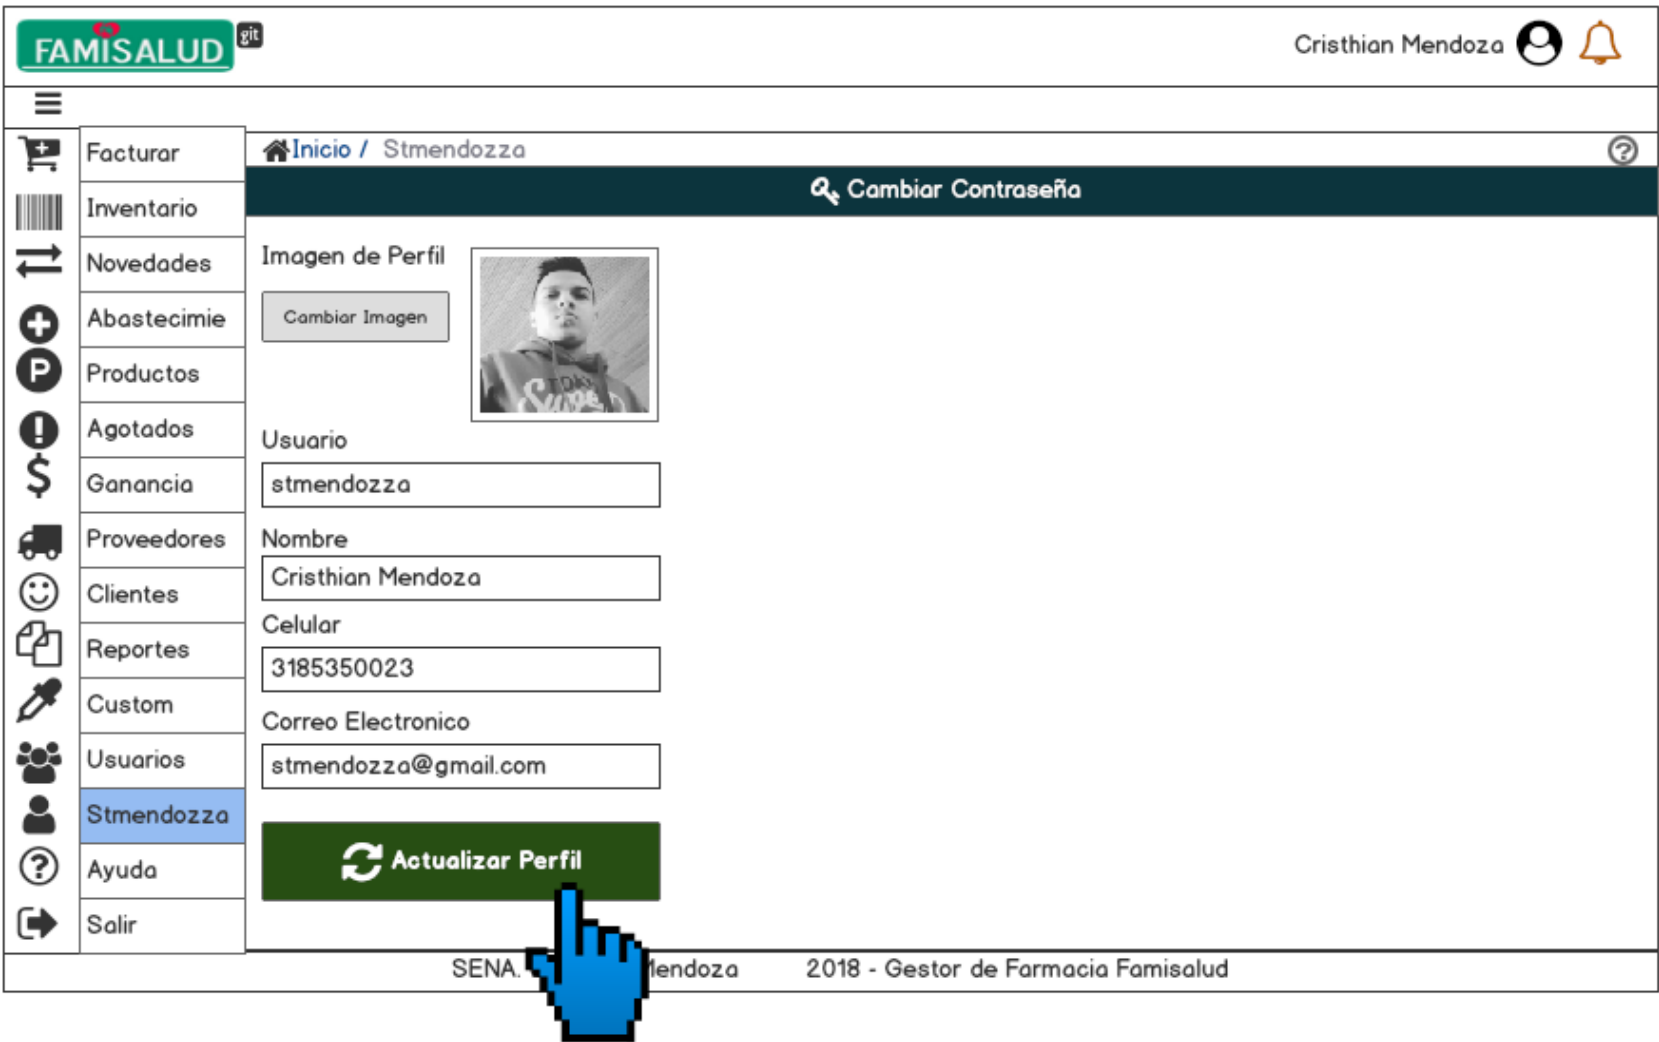 FAMISALUD git
Cristhian Mendoza
Facturar
Inventario
Novedades
Abastecimie
Productos
Agotados
Ganancia
Proveedores
Clientes
Reportes
Custom
Usuarios
Stmendozza
Ayuda
Salir
Inicio / Stmendozza
Cambiar Contraseña
Imagen de Perfil
Cambiar Imagen
Usuario
stmendozza
Nombre
Cristhian Mendoza
Celular
3185350023
Correo Electronico
stmendozza@gmail.com
Actualizar Perfil
SENA. Mendoza 2018 - Gestor de Farmacia Famisalud